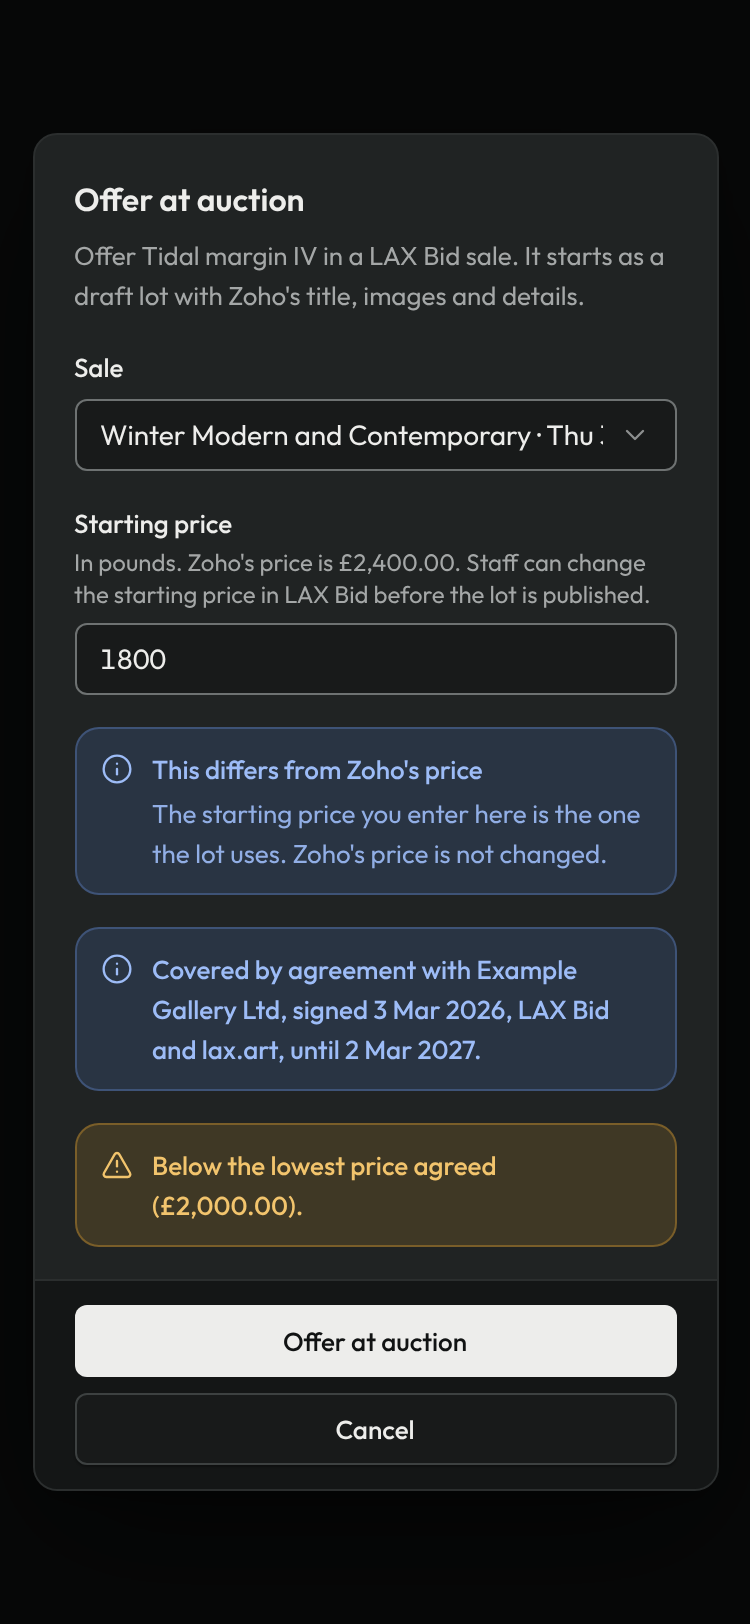 Offer at auction
Offer Tidal margin IV in a LAX Bid sale. It starts as a
draft lot with Zoho's title, images and details.
Sale
Winter Modern and Contemporary · Thu
Starting price
In pounds. Zoho's price is £2,400.00. Staff can change
the starting price in LAX Bid before the lot is published.
1800
This differs from Zoho's price
The starting price you enter here is the one
the lot uses. Zoho's price is not changed.
Covered by agreement with Example
Gallery Ltd, signed 3 Mar 2026, LAX Bid
and lax.art, until 2 Mar 2027.
Below the lowest price agreed
(£2,000.00).
Offer at auction
Cancel